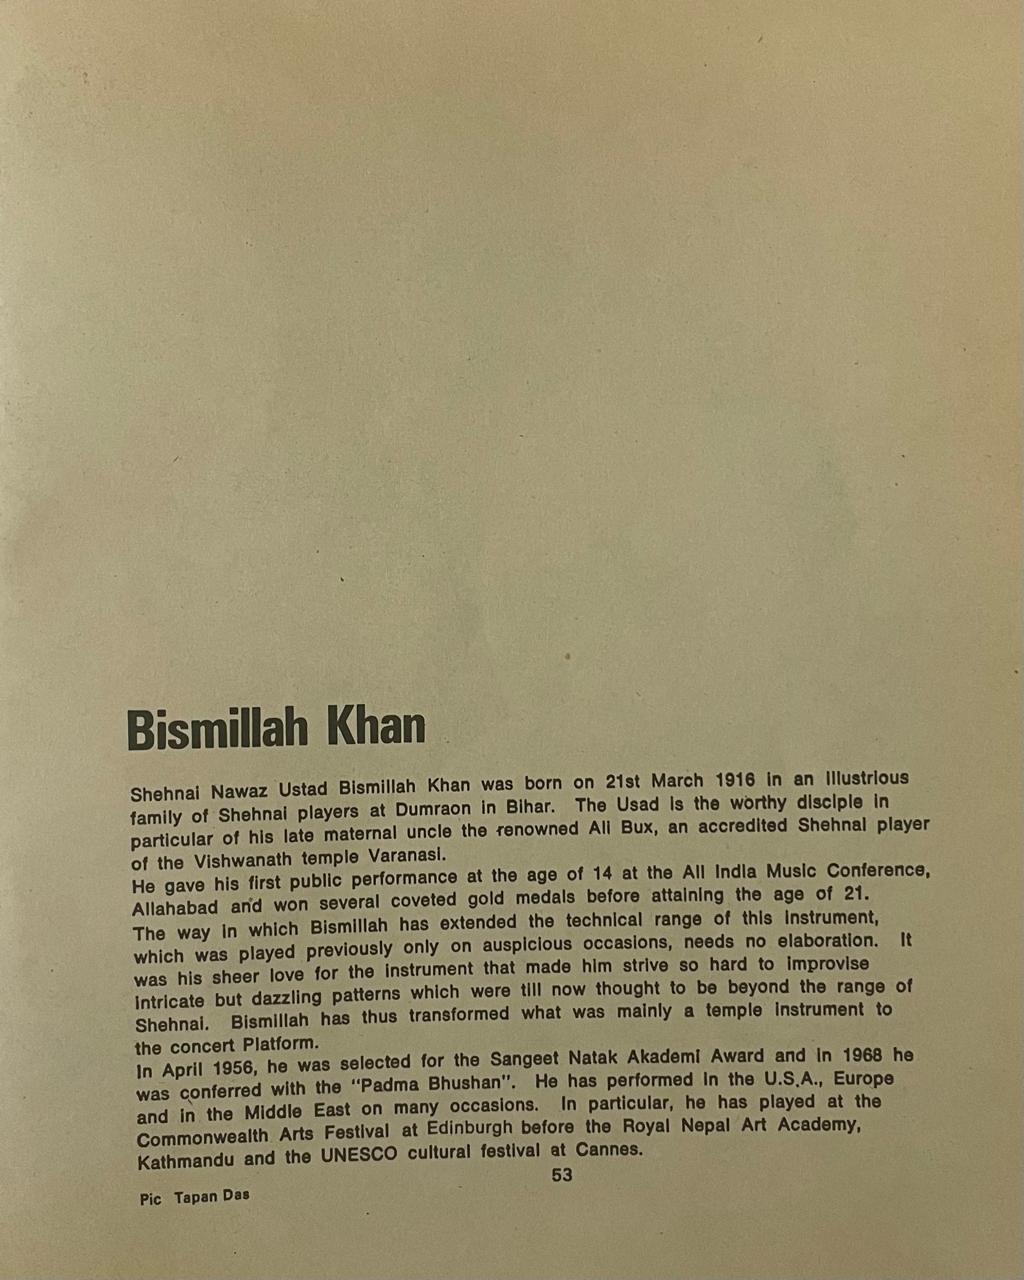 Bismillah Khan
Shehnai Nawaz Ustad Bismillah Khan was born on 21st March 1916 in an illustrious
family of Shehnai players at Dumraon in Bihar. The Usad is the worthy disciple in
particular of his late maternal uncle the renowned Ali Bux, an accredited Shehnai player
of the Vishwanath temple Varanasi.
He gave his first public performance at the age of 14 at the All India Music Conference,
Allahabad and won several coveted gold medals before attaining the age of 21.
The way in which Bismillah has extended the technical range of this instrument,
which was played previously only on auspicious occasions, needs no elaboration. It
was his sheer love for the instrument that made him strive so hard to improvise
intricate but dazzling patterns which were till now thought to be beyond the range of
Shehnai. Bismillah has thus transformed what was mainly a temple instrument to
the concert Platform.
In April 1956, he was selected for the Sangeet Natak Akademi Award and in 1968 he
was conferred with the "Padma Bhushan". He has performed in the U.S.A., Europe
and in the Middle East on many occasions. In particular, he has played at the
Commonwealth Arts Festival at Edinburgh before the Royal Nepal Art Academy,
Kathmandu and the UNESCO cultural festival at Cannes.
53
Pic Tapan Das